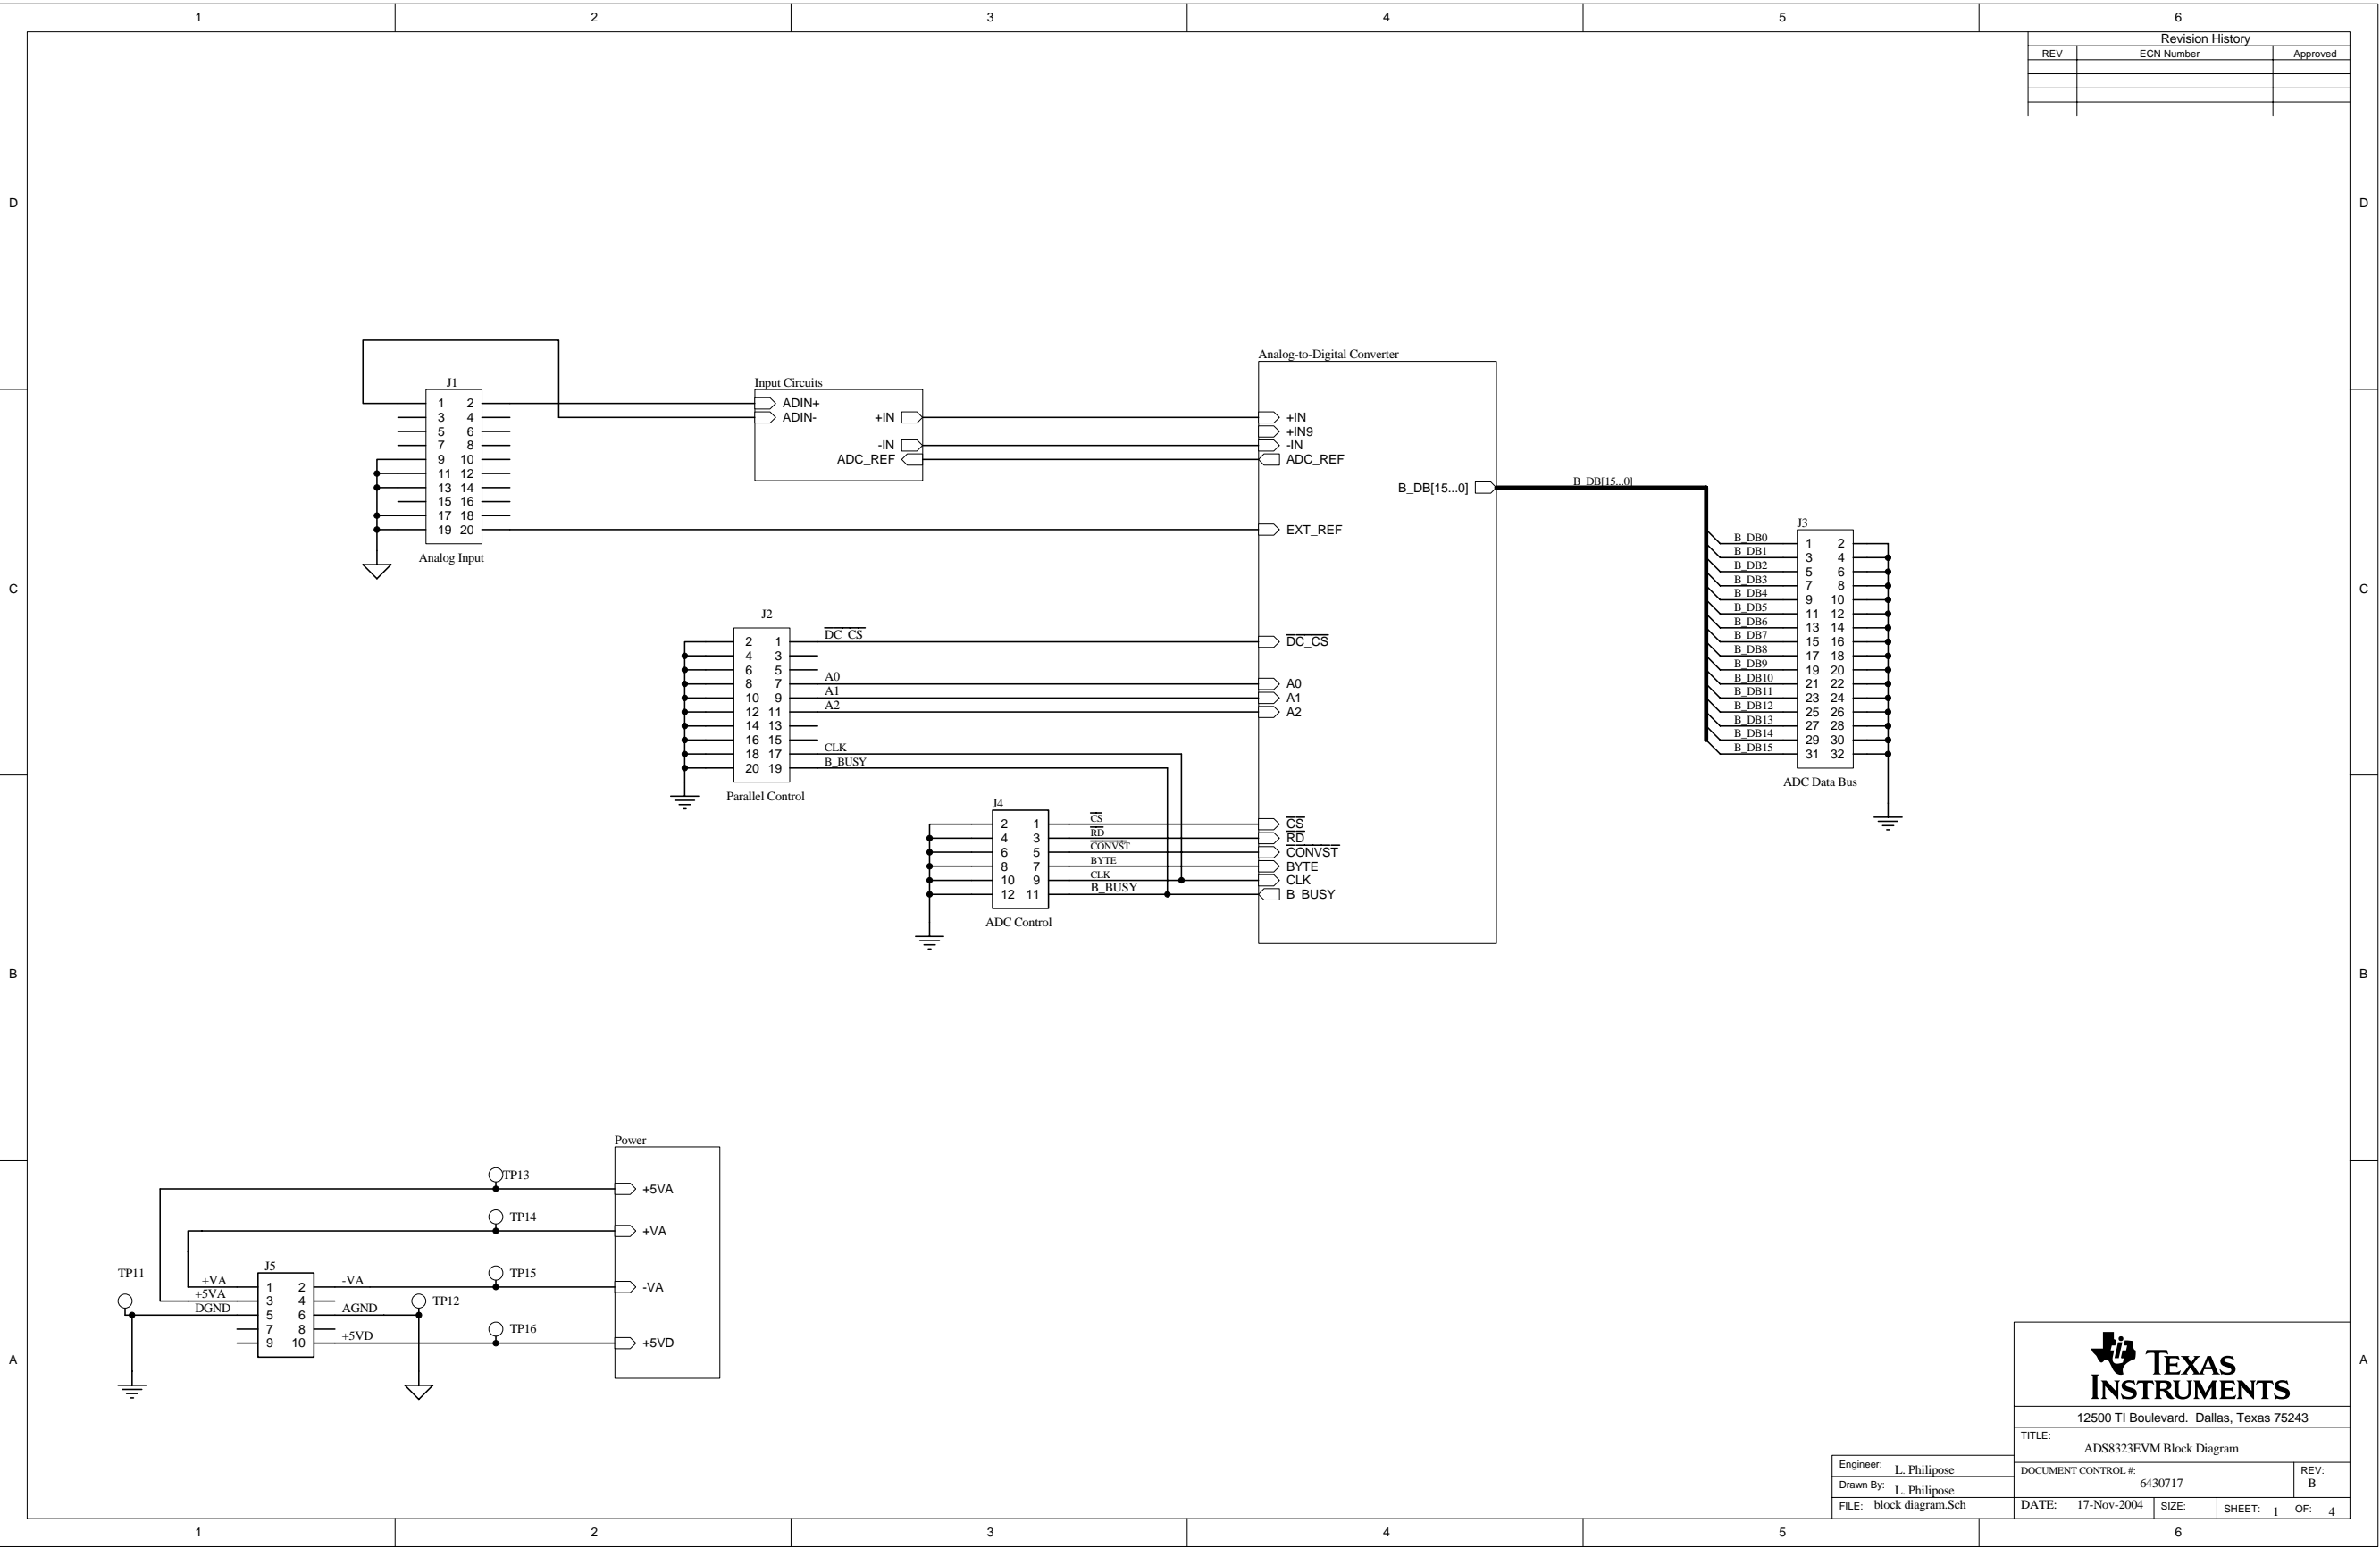 1 2 3 4 5 6
Revision History
REV ECN Number Approved
D D
J1
1 2
3 4
5 6
7 8
9 10
11 12
13 14
15 16
17 18
19 20
Analog Input
Input Circuits
ADIN+
ADIN-
+IN
-IN
ADC_REF
Analog-to-Digital Converter
+IN
+IN9
-IN
ADC_REF
B_DB[15...0]
B_DB[15...0]
EXT_REF
DC_CS
A0
A1
A2
CS
RD
CONVST
BYTE
CLK
B_BUSY
C C
J2
2 1
4 3
6 5
8 7
10 9
12 11
14 13
16 15
18 17
20 19
DC_CS
A0
A1
A2
CLK
B_BUSY
Parallel Control
J3
B_DB0
B_DB1
B_DB2
B_DB3
B_DB4
B_DB5
B_DB6
B_DB7
B_DB8
B_DB9
B_DB10
B_DB11
B_DB12
B_DB13
B_DB14
B_DB15
1 2
3 4
5 6
7 8
9 10
11 12
13 14
15 16
17 18
19 20
21 22
23 24
25 26
27 28
29 30
31 32
ADC Data Bus
J4
2 1
4 3
6 5
8 7
10 9
12 11
CS
RD
CONVST
BYTE
CLK
B_BUSY
ADC Control
B B
Power
TP13
+5VA
TP14
+VA
TP15
-VA
TP16
+5VD
TP11
TP12
J5
+VA 1 2 -VA
+5VA 3 4
DGND 5 6 AGND
7 8
9 10 +5VD
A A
TEXAS
INSTRUMENTS
12500 TI Boulevard. Dallas, Texas 75243
TITLE:
ADS8323EVM Block Diagram
Engineer: L. Philipose
Drawn By: L. Philipose
FILE: block diagram.Sch
DOCUMENT CONTROL #:
6430717
REV:
B
DATE: 17-Nov-2004 SIZE: SHEET: 1 OF: 4
1 2 3 4 5 6